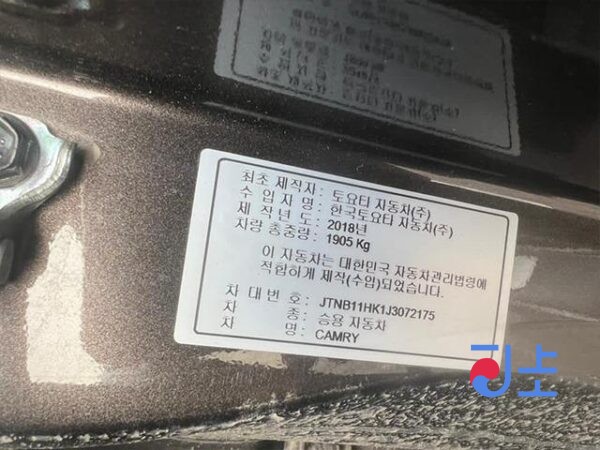 최초 제작자 : 토요타 자동차(주)
수 입 자 명 : 한국토요타 자동차(주)
제 작 년 도 : 2018년
차량 총중량 : 1905 Kg
이 자동차는 대한민국 자동차관리법령에
적합하게 제작(수입)되었습니다.
차 대 번 호 : JTNB11HK1J3072175
차 종 : 승용 자동차
차 명 : CAMRY